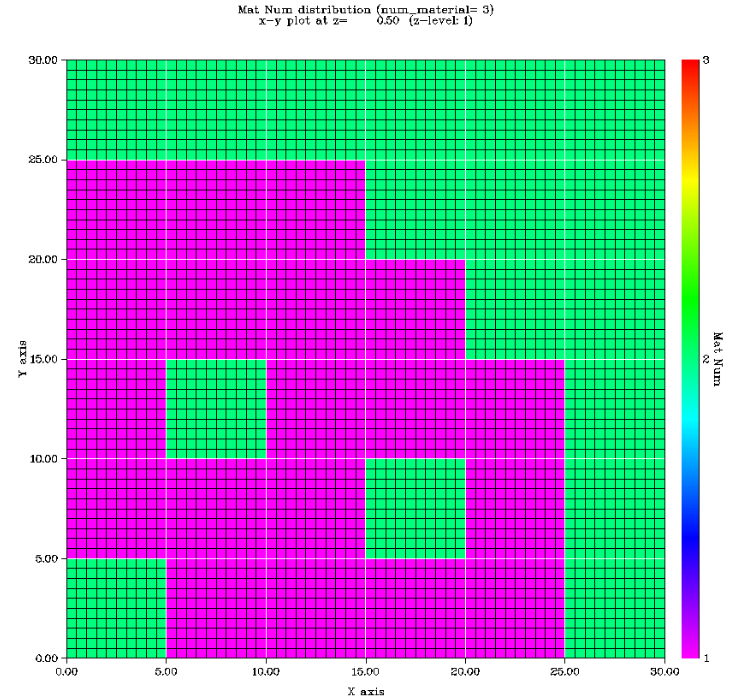 Mat Num distribution (num_material= 3)
x-y plot at z= 0.50 (z-level: 1)
30.00
25.00
20.00
15.00
10.00
5.00
0.00
Y axis
0.00 5.00 10.00 15.00 20.00 25.00 30.00
X axis
3
2
1
Mat Num